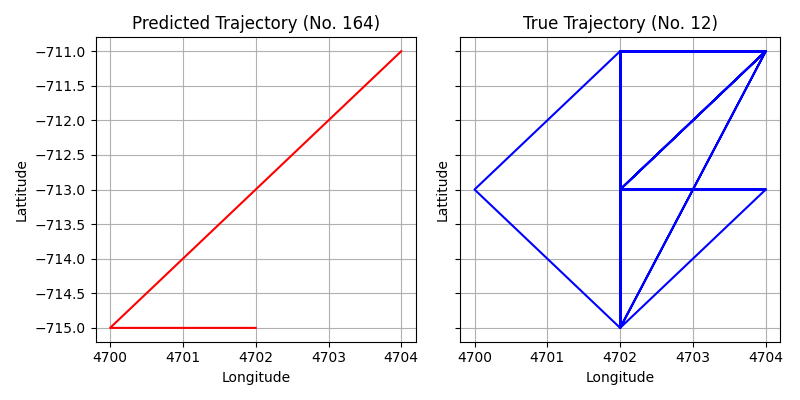 Predicted Trajectory (No. 164)
True Trajectory (No. 12)
−711.0
−711.5
−712.0
−712.5
−713.0
−713.5
−714.0
−714.5
−715.0
Lattitude
Lattitude
4700 4701 4702 4703 4704
4700 4701 4702 4703 4704
Longitude
Longitude